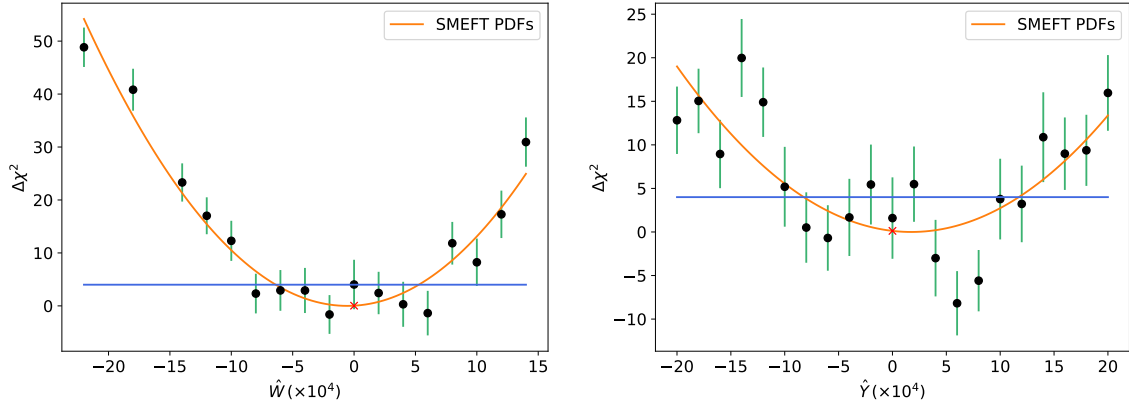 SMEFT PDFs
50
40
30
20
10
0
Δχ²
−20 −15 −10 −5 0 5 10 15
Ŵ (×10⁴)
SMEFT PDFs
25
20
15
10
5
0
−5
−10
Δχ²
−20 −15 −10 −5 0 5 10 15 20
Ŷ (×10⁴)